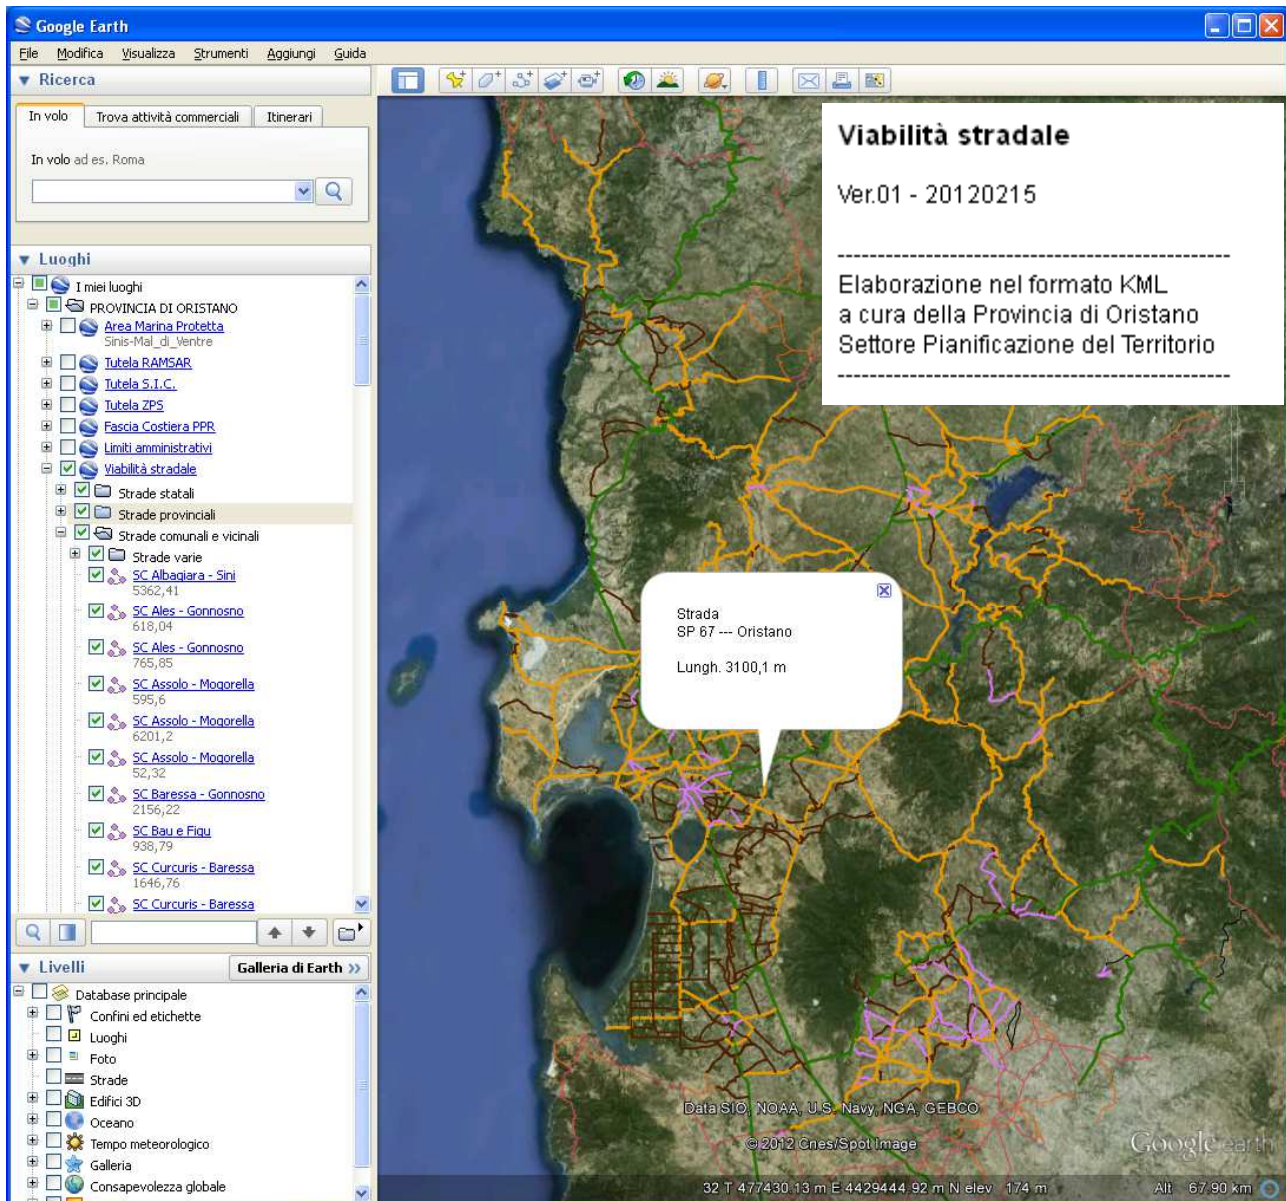 Google Earth
File Modifica Visualizza Strumenti Aggiungi Guida
Ricerca
In volo Trova attività commerciali Itinerari
In volo ad es. Roma
Luoghi
I miei luoghi
PROVINCIA DI ORISTANO
Area Marina Protetta
Sinis-Mal_di_Ventre
Tutela RAMSAR
Tutela S.I.C.
Tutela ZPS
Fascia Costiera PPR
Limiti amministrativi
Viabilità stradale
Strade statali
Strade provinciali
Strade comunali e vicinali
Strade varie
SC Albagiara - Sini
5362,41
SC Ales - Gonnosno
618,04
SC Ales - Gonnosno
765,85
SC Assolo - Mogorella
595,6
SC Assolo - Mogorella
6201,2
SC Assolo - Mogorella
52,32
SC Baressa - Gonnosno
2156,22
SC Bau e Figu
938,79
SC Curcuris - Baressa
1646,76
SC Curcuris - Baressa
Livelli
Galleria di Earth >>
Database principale
Confini ed etichette
Luoghi
Foto
Strade
Edifici 3D
Oceano
Tempo meteorologico
Galleria
Consapevolezza globale
Viabilità stradale
Ver.01 - 20120215
-------------------------------------------------
Elaborazione nel formato KML
a cura della Provincia di Oristano
Settore Pianificazione del Territorio
-------------------------------------------------
Strada
SP 67 --- Oristano
Lungh. 3100,1 m
Data SIO, NOAA, U.S. Navy, NGA, GEBCO
© 2012 Cnes/Spot Image
Google earth
32 T 477430.13 m E 4429444.92 m N elev 174 m
Alt 67.90 km